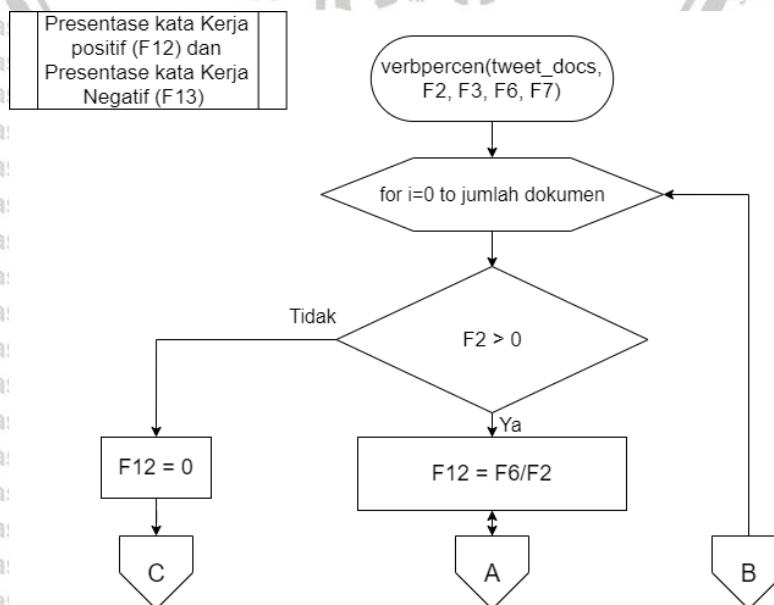 Presentase kata Kerja
positif (F12) dan
Presentase kata Kerja
Negatif (F13)
verbpercen(tweet_docs,
F2, F3, F6, F7)
for i=0 to jumlah dokumen
Tidak
F2 > 0
Ya
F12 = 0
F12 = F6/F2
C
A
B